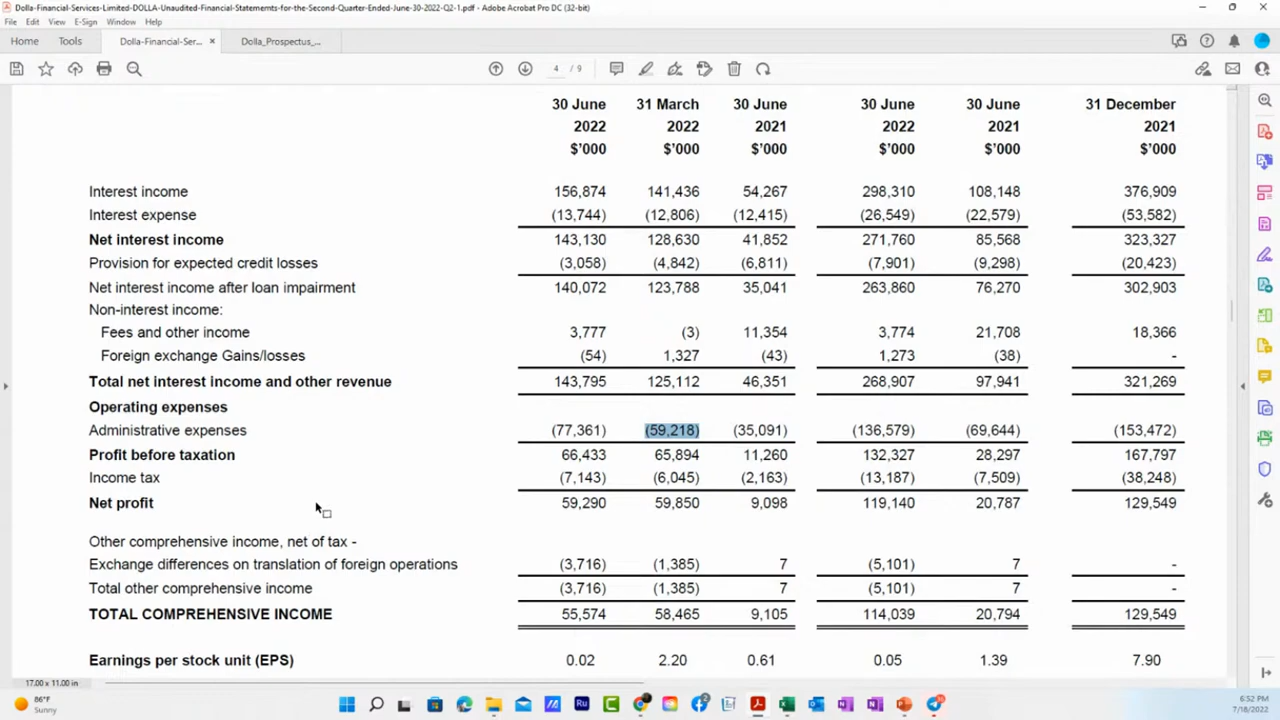 Dolla-Financial-Services-Limited-DOLLA-Unaudited-Financial-Statememts-for-the-Second-Quarter-Ended-June-30-2022-Q2-1.pdf - Adobe Acrobat Pro DC (32-bit)
File Edit View E-Sign Window Help
Home Tools Dolla-Financial-Ser... × Dolla_Prospectus_...
4 / 9
30 June 31 March 30 June 30 June 30 June 31 December
2022 2022 2021 2022 2021 2021
$'000 $'000 $'000 $'000 $'000 $'000
Interest income 156,874 141,436 54,267 298,310 108,148 376,909
Interest expense (13,744) (12,806) (12,415) (26,549) (22,579) (53,582)
Net interest income 143,130 128,630 41,852 271,760 85,568 323,327
Provision for expected credit losses (3,058) (4,842) (6,811) (7,901) (9,298) (20,423)
Net interest income after loan impairment 140,072 123,788 35,041 263,860 76,270 302,903
Non-interest income:
Fees and other income 3,777 (3) 11,354 3,774 21,708 18,366
Foreign exchange Gains/losses (54) 1,327 (43) 1,273 (38) -
Total net interest income and other revenue 143,795 125,112 46,351 268,907 97,941 321,269
Operating expenses
Administrative expenses (77,361) (59,218) (35,091) (136,579) (69,644) (153,472)
Profit before taxation 66,433 65,894 11,260 132,327 28,297 167,797
Income tax (7,143) (6,045) (2,163) (13,187) (7,509) (38,248)
Net profit 59,290 59,850 9,098 119,140 20,787 129,549
Other comprehensive income, net of tax -
Exchange differences on translation of foreign operations (3,716) (1,385) 7 (5,101) 7 -
Total other comprehensive income (3,716) (1,385) 7 (5,101) 7 -
TOTAL COMPREHENSIVE INCOME 55,574 58,465 9,105 114,039 20,794 129,549
Earnings per stock unit (EPS) 0.02 2.20 0.61 0.05 1.39 7.90
17.00 x 11.00 in
86°F
Sunny
Ru
6:52 PM
7/18/2022